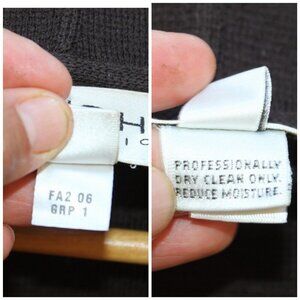 FA2 06
GRP 1
PROFESSIONALLY
DRY CLEAN ONLY.
REDUCE MOISTURE.